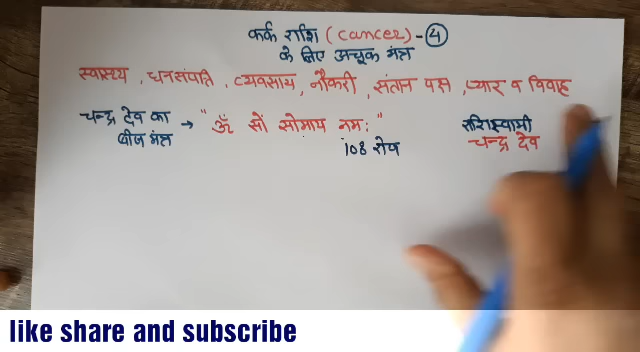 कर्क राशि (cancer) - 4
के लिए अचूक मंत्र
स्वास्थ्य, धनसंपति, व्यवसाय, नौकरी, संतान पक्ष, प्यार व विवाह
चन्द्र देव का बीज मंत्र → "ॐ सों सोमाय नमः"
108 रोज
राशिस्वामी
चन्द्र देव
like share and subscribe